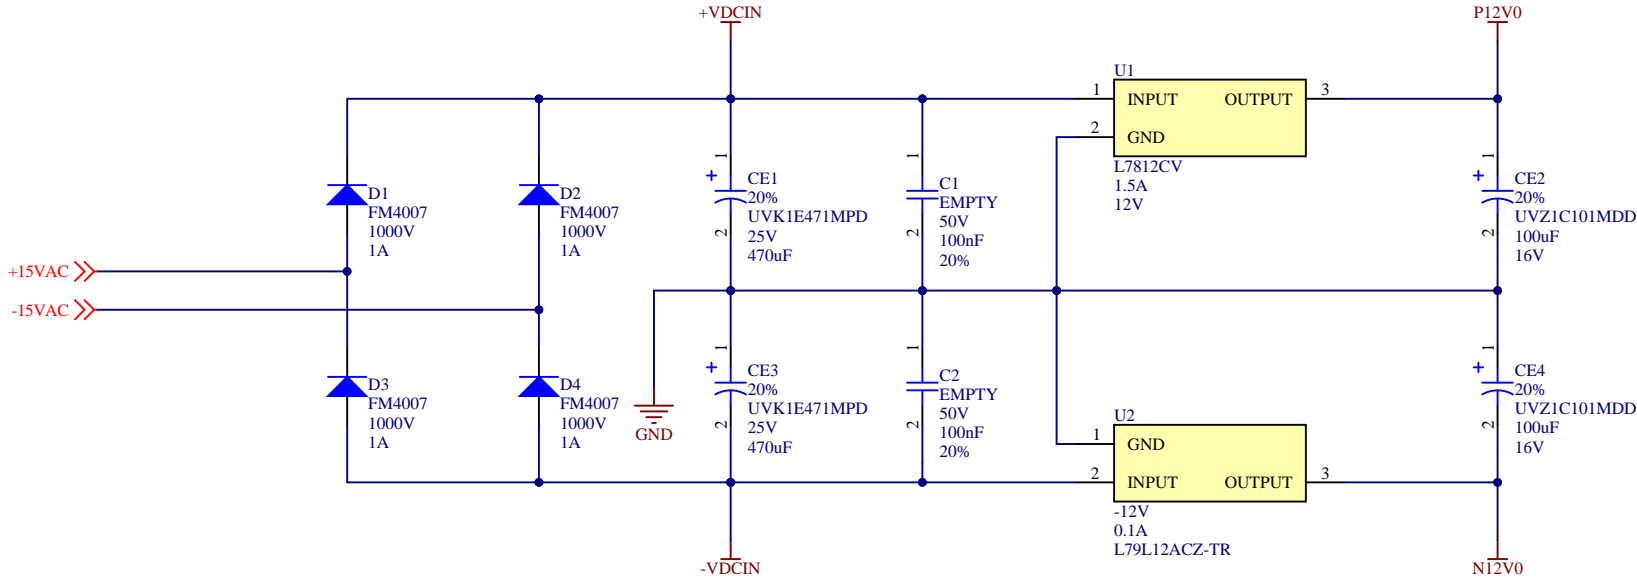 +VDCIN
P12V0
U1
1
INPUT
OUTPUT
3
2
GND
L7812CV
1.5A
12V
D1
FM4007
1000V
1A
D2
FM4007
1000V
1A
1
+
CE1
20%
UVK1E471MPD
25V
470uF
2
1
C1
EMPTY
50V
100nF
20%
2
1
+
CE2
20%
UVZ1C101MDD
100uF
16V
2
+15VAC
-15VAC
D3
FM4007
1000V
1A
D4
FM4007
1000V
1A
GND
1
+
CE3
20%
UVK1E471MPD
25V
470uF
2
1
C2
EMPTY
50V
100nF
20%
2
U2
1
GND
2
INPUT
OUTPUT
3
-12V
0.1A
L79L12ACZ-TR
1
+
CE4
20%
UVZ1C101MDD
100uF
16V
2
-VDCIN
N12V0